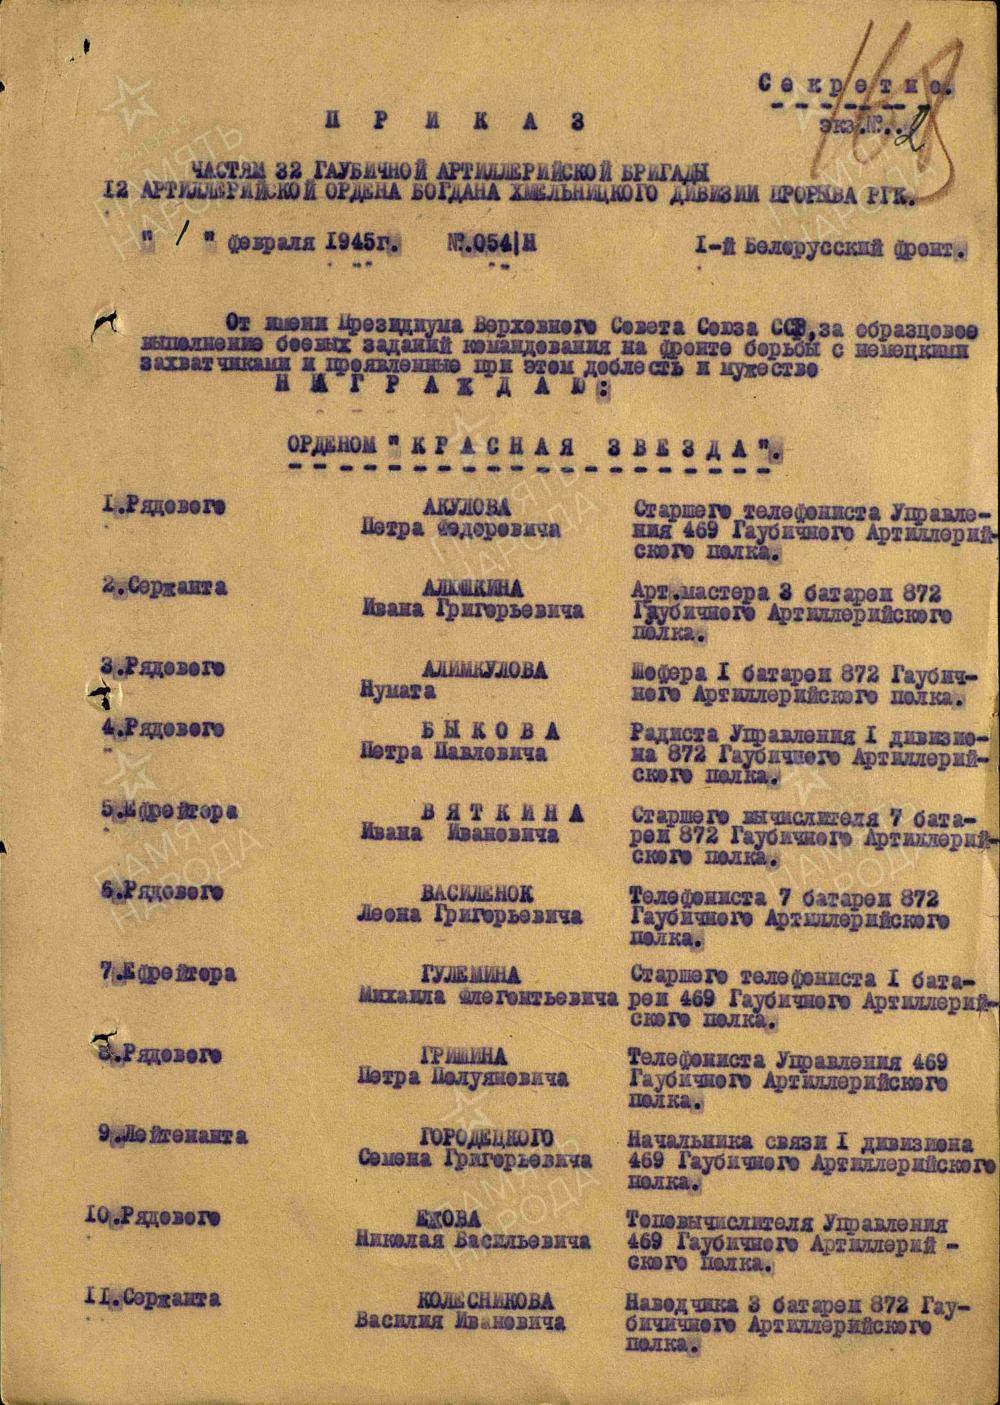 168
Секретно.
экз.№..2
ПРИКАЗ
ЧАСТЯМ 32 ГАУБИЧНОЙ АРТИЛЛЕРИЙСКОЙ БРИГАДЫ
12 АРТИЛЛЕРИЙСКОЙ ОРДЕНА БОГДАНА ХМЕЛЬНИЦКОГО ДИВИЗИИ ПРОРЫВА РГК.
" 1 " февраля 1945г. №.054/Н 1-й Белорусский фронт.
От имени Президиума Верховного Совета Союза ССР, за образцовое
выполнение боевых заданий командования на фронте борьбы с немецкими
захватчиками и проявленные при этом доблесть и мужество
НАГРАЖДАЮ:
ОРДЕНОМ "КРАСНАЯ ЗВЕЗДА".
1.Рядового АКУЛОВА Старшего телефониста Управле-
Петра Федоровича ния 469 Гаубичного Артиллерий-
ского полка.
2.Сержанта АЛЮШКИНА Арт.мастера 3 батареи 872
Ивана Григорьевича Гаубичного Артиллерийского
полка.
3.Рядового АЛИМКУЛОВА Шофера I батареи 872 Гаубич-
Нумата ного Артиллерийского полка.
4.Рядового БЫКОВА Радиста Управления I дивизио-
Петра Павловича на 872 Гаубичного Артиллерий-
ского полка.
5.Ефрейтора ВЯТКИНА Старшего вычислителя 7 бата-
Ивана Ивановича реи 872 Гаубичного Артиллерий-
ского полка.
6.Рядового ВАСИЛЕНОК Телефониста 7 батареи 872
Леона Григорьевича Гаубичного Артиллерийского
полка.
7.Ефрейтора ГУЛЕМИНА Старшего телефониста I бата-
Михаила Флегонтьевича реи 469 Гаубичного Артиллерий-
ского полка.
8.Рядового ГРИШИНА Телефониста Управления 469
Петра Полуяновича Гаубичного Артиллерийского
полка.
9.Лейтенанта ГОРОДЕЦКОГО Начальника связи I дивизиона
Семена Григорьевича 469 Гаубичного Артиллерийского
полка.
10.Рядового ЕЖОВА Топовычислителя Управления
Николая Васильевича 469 Гаубичного Артиллерий -
ского полка.
11.Сержанта КОЛЕСНИКОВА Наводчика 3 батареи 872 Гау-
Василия Ивановича бичичного Артиллерийского
полка.
ПАМЯТЬ
НАРОДА